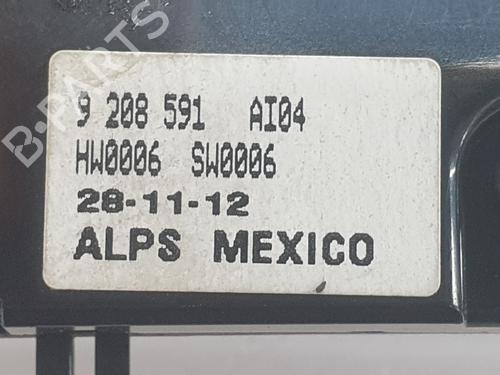 B-PARTS
9 208 591 AI04
HW0006 SW0006
28-11-12
ALPS MEXICO